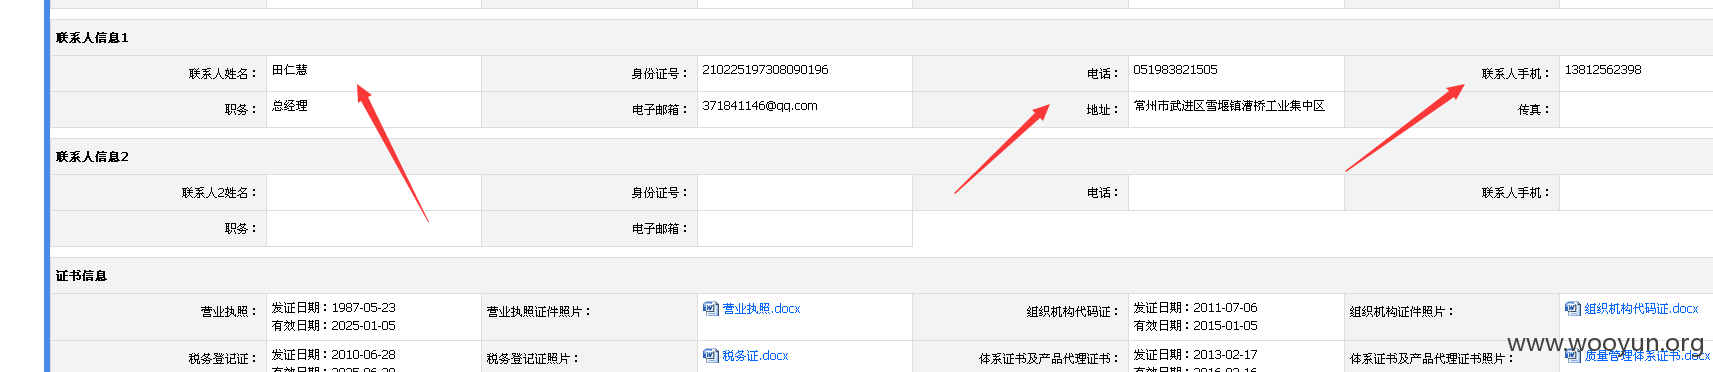 联系人信息1
联系人姓名： 田仁慧 身份证号： 210225197308090196 电话： 051983821505 联系人手机： 13812562398
职务： 总经理 电子邮箱： 371841146@qq.com 地址： 常州市武进区雪堰镇漕桥工业集中区 传真：
联系人信息2
联系人2姓名： 身份证号： 电话： 联系人手机：
职务： 电子邮箱：
证书信息
营业执照： 发证日期：1987-05-23 营业执照证件照片： 营业执照.docx 组织机构代码证： 发证日期：2011-07-06 组织机构证件照片： 组织机构代码证.docx
有效日期：2025-01-05 有效日期：2015-01-05
www.wooyun.org
税务登记证： 发证日期：2010-06-28 税务登记证照片： 税务证.docx 体系证书及产品代理证书： 发证日期：2013-02-17 体系证书及产品代理证书照片： 质量管理体系证书.docx